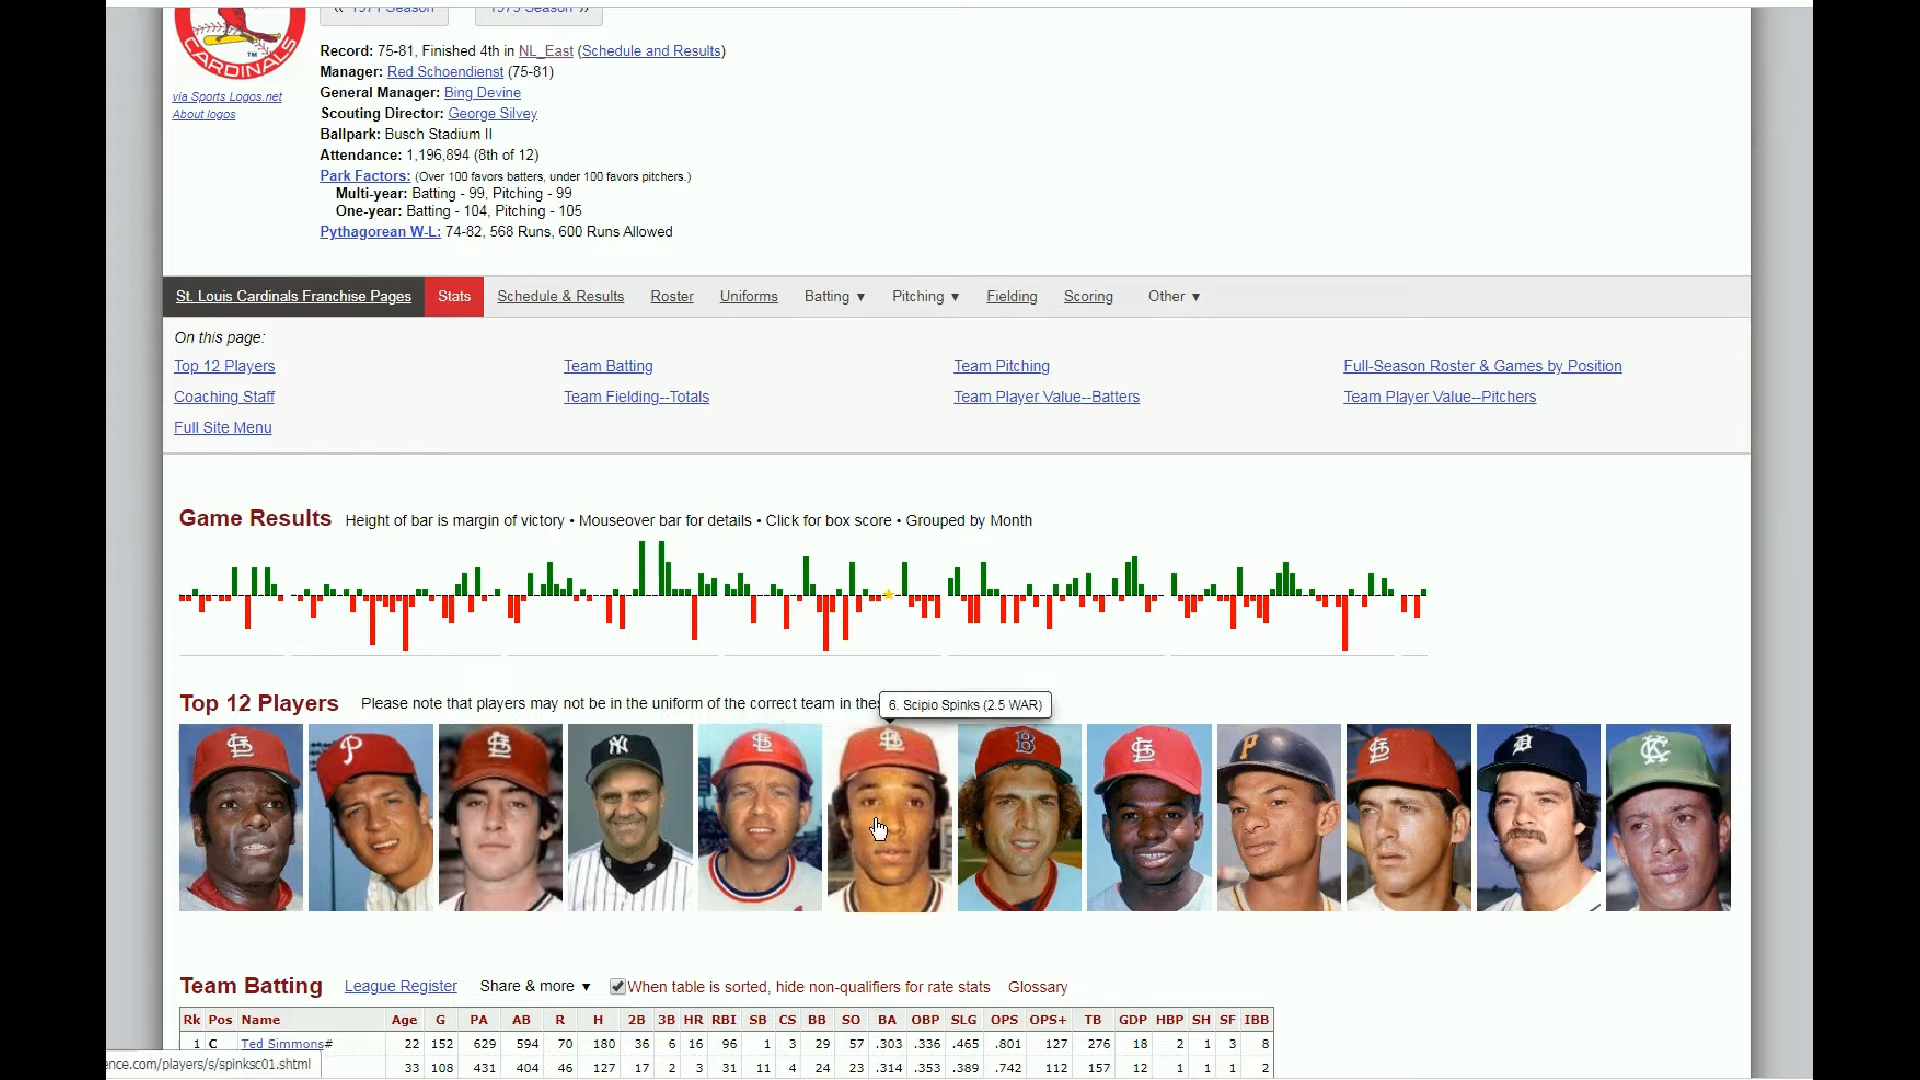 « 1971 Season 1973 Season »
CARDINALS
TM
via Sports Logos.net
About logos
Record: 75-81, Finished 4th in NL_East (Schedule and Results)
Manager: Red Schoendienst (75-81)
General Manager: Bing Devine
Scouting Director: George Silvey
Ballpark: Busch Stadium II
Attendance: 1,196,894 (8th of 12)
Park Factors: (Over 100 favors batters, under 100 favors pitchers.)
Multi-year: Batting - 99, Pitching - 99
One-year: Batting - 104, Pitching - 105
Pythagorean W-L: 74-82, 568 Runs, 600 Runs Allowed
St. Louis Cardinals Franchise Pages Stats Schedule & Results Roster Uniforms Batting ▼ Pitching ▼ Fielding Scoring Other ▼
On this page:
Top 12 Players Team Batting Team Pitching Full-Season Roster & Games by Position
Coaching Staff Team Fielding--Totals Team Player Value--Batters Team Player Value--Pitchers
Full Site Menu
Game Results Height of bar is margin of victory • Mouseover bar for details • Click for box score • Grouped by Month
Top 12 Players Please note that players may not be in the uniform of the correct team in
6. Scipio Spinks (2.5 WAR)
Team Batting League Register Share & more ▼ When table is sorted, hide non-qualifiers for rate stats Glossary
Rk Pos Name Age G PA AB R H 2B 3B HR RBI SB CS BB SO BA OBP SLG OPS OPS+ TB GDP HBP SH SF IBB
1 C Ted Simmons# 22 152 629 594 70 180 36 6 16 96 1 3 29 57 .303 .336 .465 .801 127 276 18 2 1 3 8
33 108 431 404 46 127 17 2 3 31 11 4 24 23 .314 .353 .389 .742 112 157 12 1 1 1 2
ence.com/players/s/spinksc01.shtml